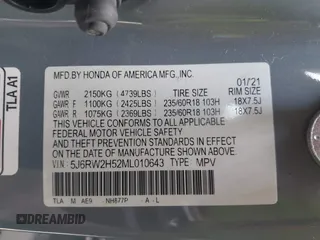 TLA A1
MFD. BY HONDA OF AMERICA MFG., INC. 01/21
GVWR 2150KG (4739LBS) TIRE SIZE RIM SIZE
GAWR F 1100KG (2425LBS) 235/60R18 103H 18X7.5J
GAWR R 1075KG (2369LBS) 235/60R18 103H 18X7.5J
THIS VEHICLE CONFORMS TO ALL APPLICABLE
FEDERAL MOTOR VEHICLE SAFETY AND THEFT
PREVENTION STANDARDS IN EFFECT ON THE
DATE OF MANUFACTURE SHOWN ABOVE.
VIN: 5J6RW2H52ML010643 TYPE: MPV
TLA M AE9 NH877P - A - L
DREAMBID